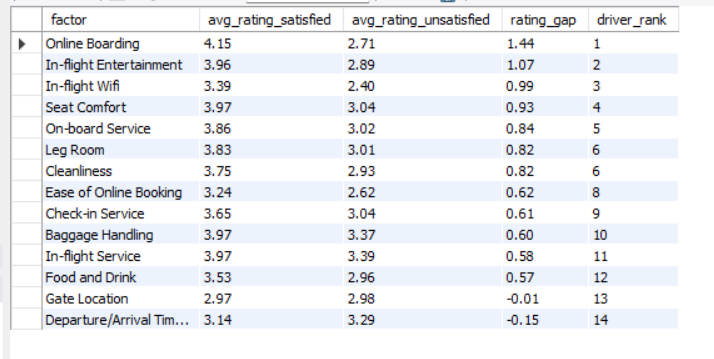 factor avg_rating_satisfied avg_rating_unsatisfied rating_gap driver_rank
Online Boarding 4.15 2.71 1.44 1
In-flight Entertainment 3.96 2.89 1.07 2
In-flight Wifi 3.39 2.40 0.99 3
Seat Comfort 3.97 3.04 0.93 4
On-board Service 3.86 3.02 0.84 5
Leg Room 3.83 3.01 0.82 6
Cleanliness 3.75 2.93 0.82 6
Ease of Online Booking 3.24 2.62 0.62 8
Check-in Service 3.65 3.04 0.61 9
Baggage Handling 3.97 3.37 0.60 10
In-flight Service 3.97 3.39 0.58 11
Food and Drink 3.53 2.96 0.57 12
Gate Location 2.97 2.98 -0.01 13
Departure/Arrival Tim... 3.14 3.29 -0.15 14